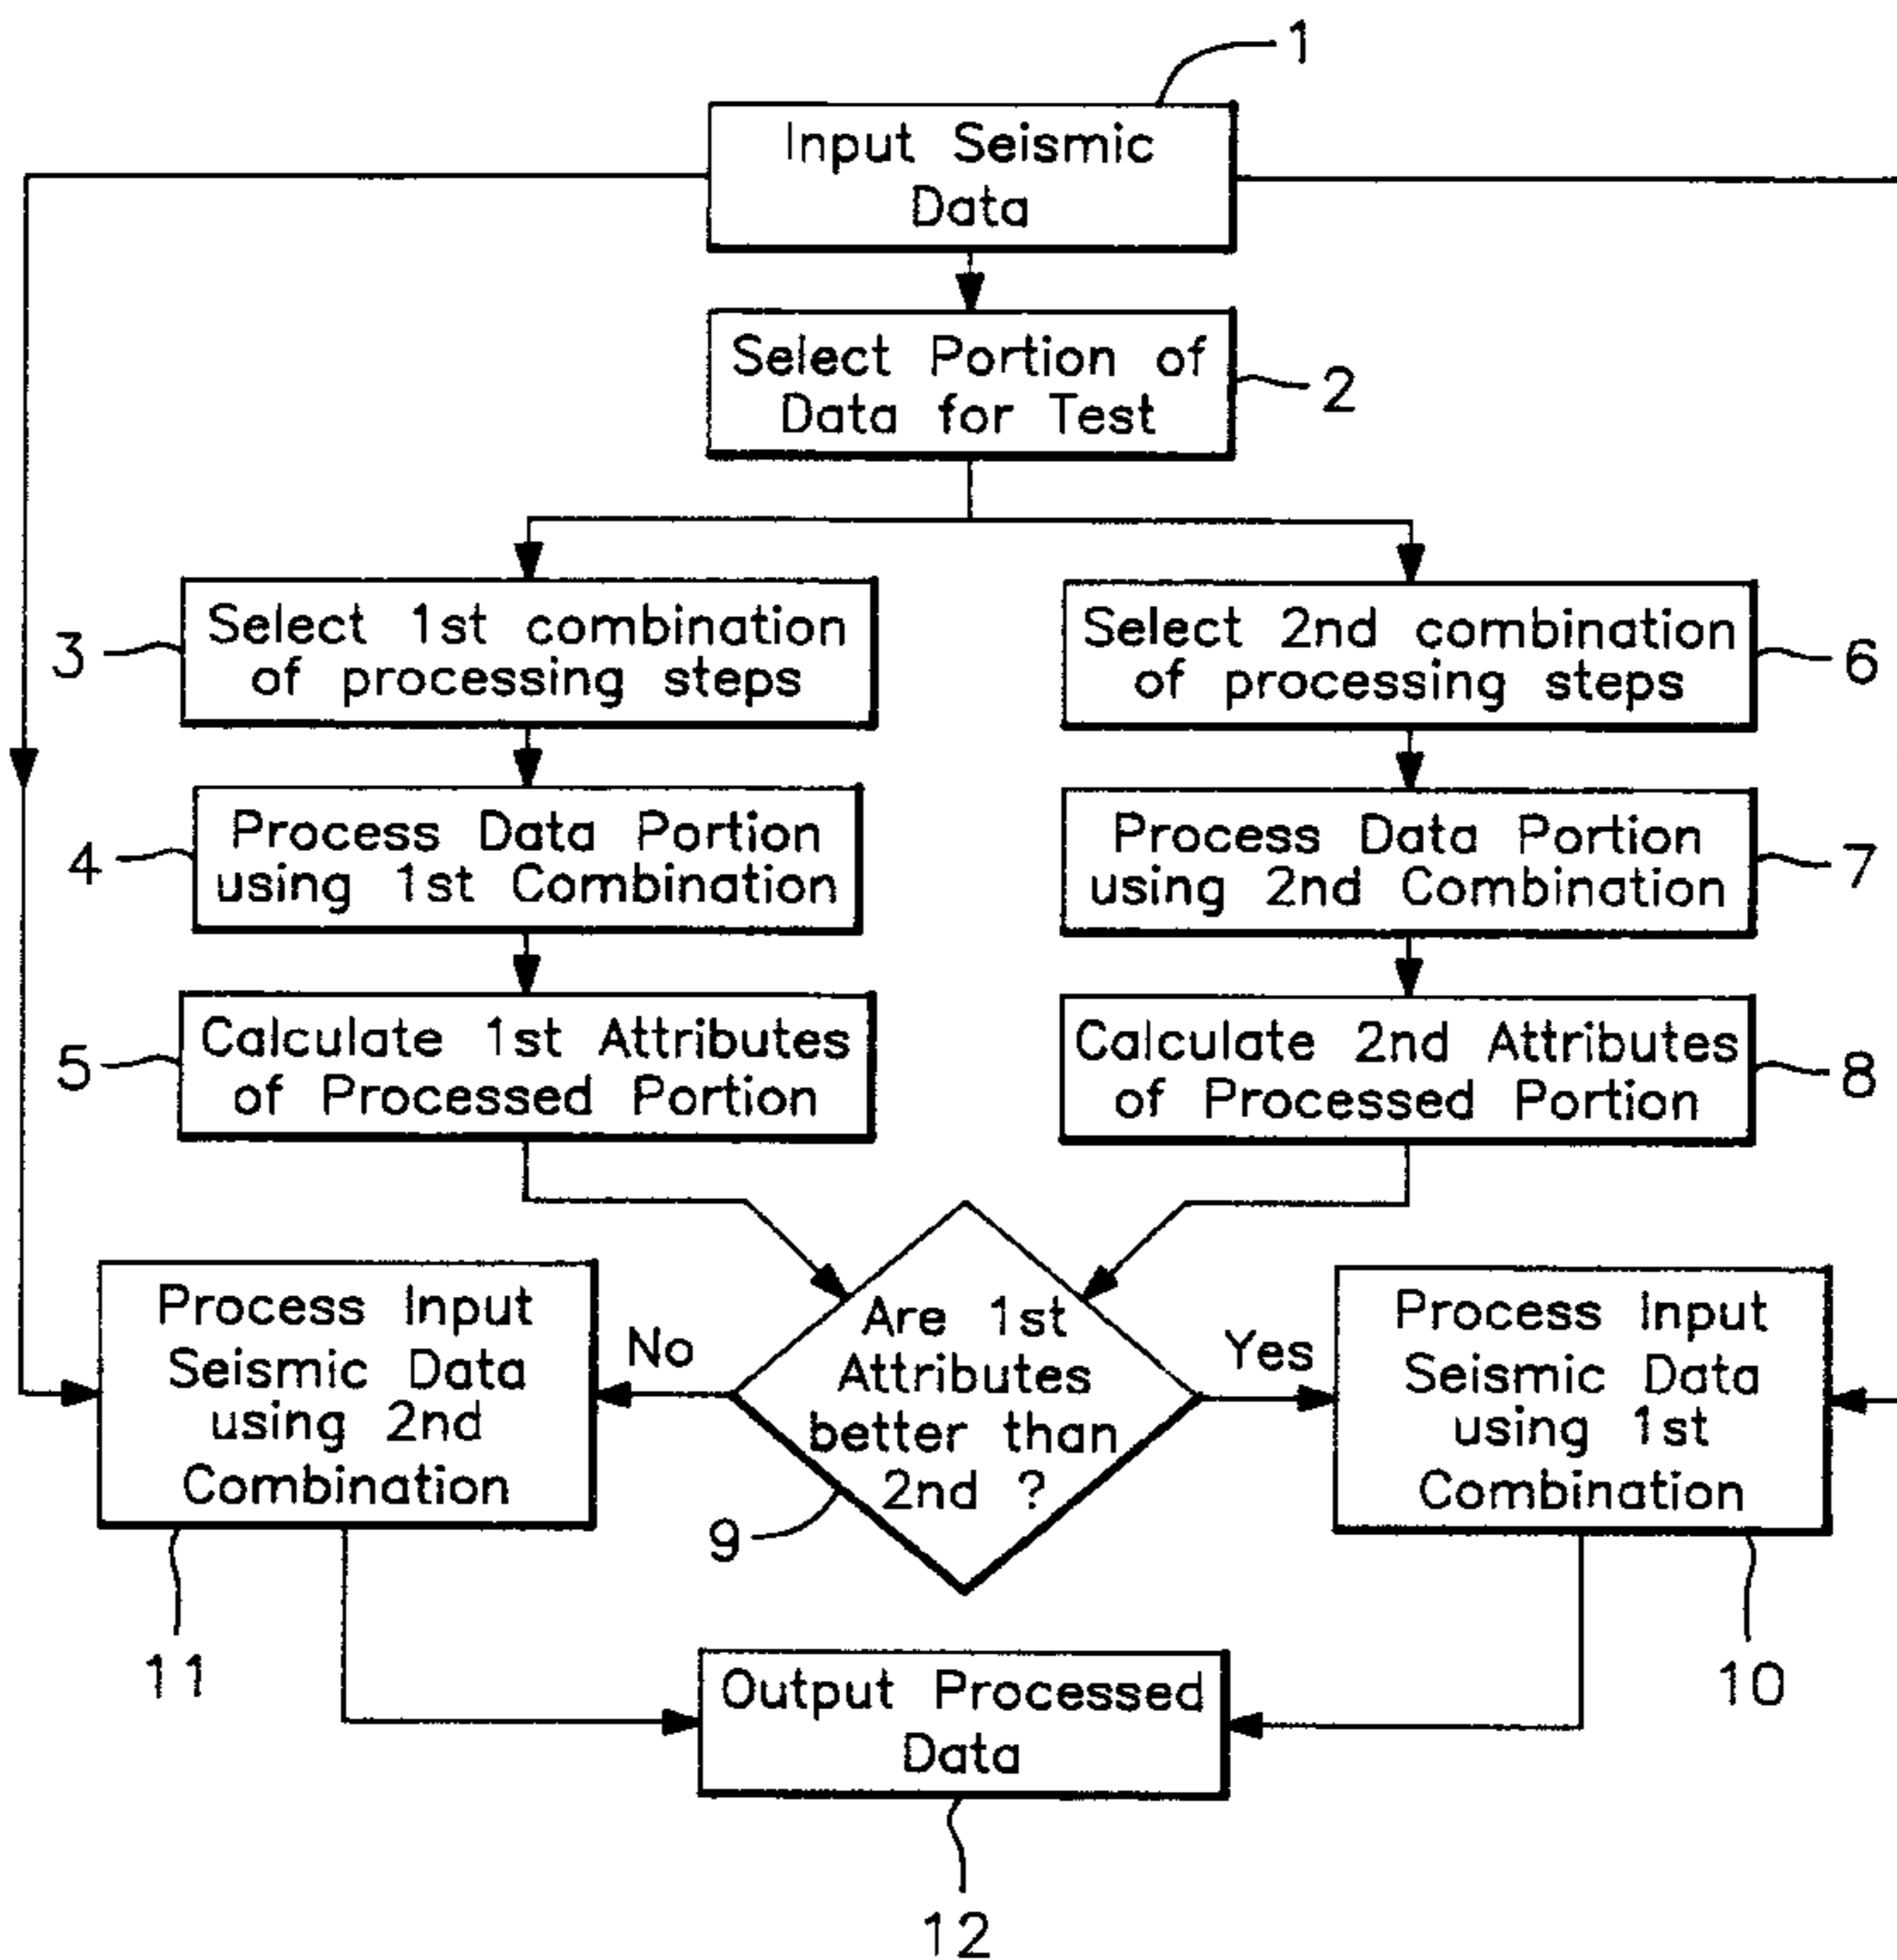 1
Input Seismic
Data
Select Portion of
Data for Test
2
3
Select 1st combination
of processing steps
Select 2nd combination
of processing steps
6
4
Process Data Portion
using 1st Combination
Process Data Portion
using 2nd Combination
7
5
Calculate 1st Attributes
of Processed Portion
Calculate 2nd Attributes
of Processed Portion
8
Process Input
Seismic Data
using 2nd
Combination
No
Are 1st
Attributes
better than
2nd ?
Yes
Process Input
Seismic Data
using 1st
Combination
9
11
10
Output Processed
Data
12